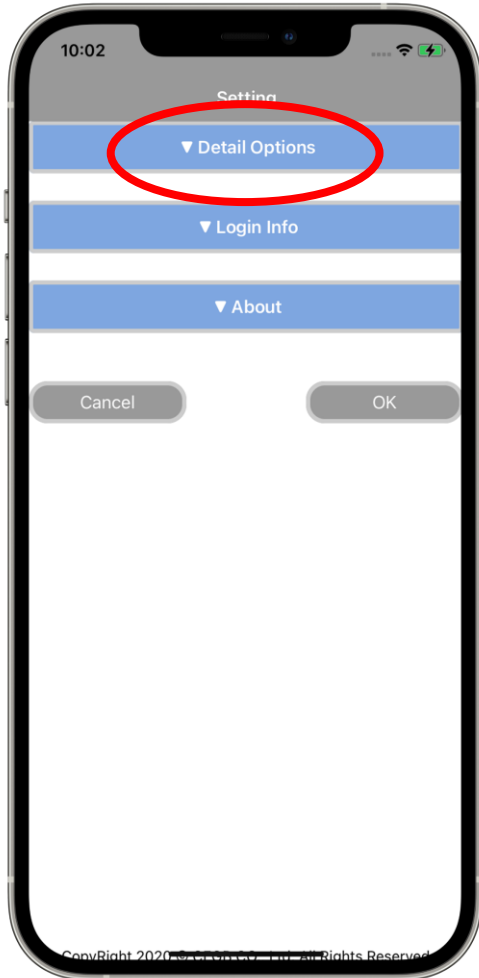 10:02
Setting
▼ Detail Options
▼ Login Info
▼ About
Cancel
OK
CopyRight 2020 © All Rights Reserved